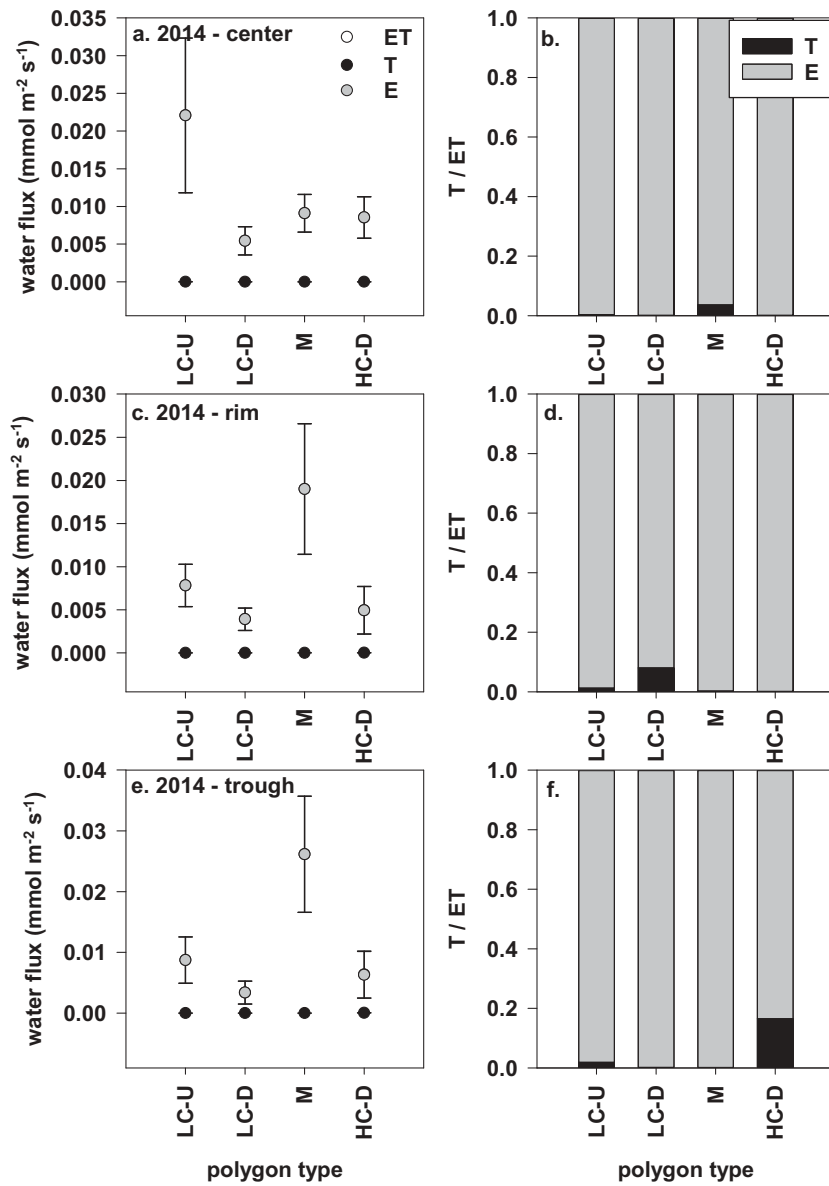 a. 2014 - center
ET
T
E
water flux (mmol m-2 s-1)
0.035
0.030
0.025
0.020
0.015
0.010
0.005
0.000
LC-U
LC-D
M
HC-D
b.
T
E
T / ET
1.0
0.8
0.6
0.4
0.2
0.0
LC-U
LC-D
M
HC-D
c. 2014 - rim
water flux (mmol m-2 s-1)
0.030
0.025
0.020
0.015
0.010
0.005
0.000
LC-U
LC-D
M
HC-D
d.
T / ET
1.0
0.8
0.6
0.4
0.2
0.0
LC-U
LC-D
M
HC-D
e. 2014 - trough
water flux (mmol m-2 s-1)
0.04
0.03
0.02
0.01
0.00
LC-U
LC-D
M
HC-D
polygon type
f.
T / ET
1.0
0.8
0.6
0.4
0.2
0.0
LC-U
LC-D
M
HC-D
polygon type